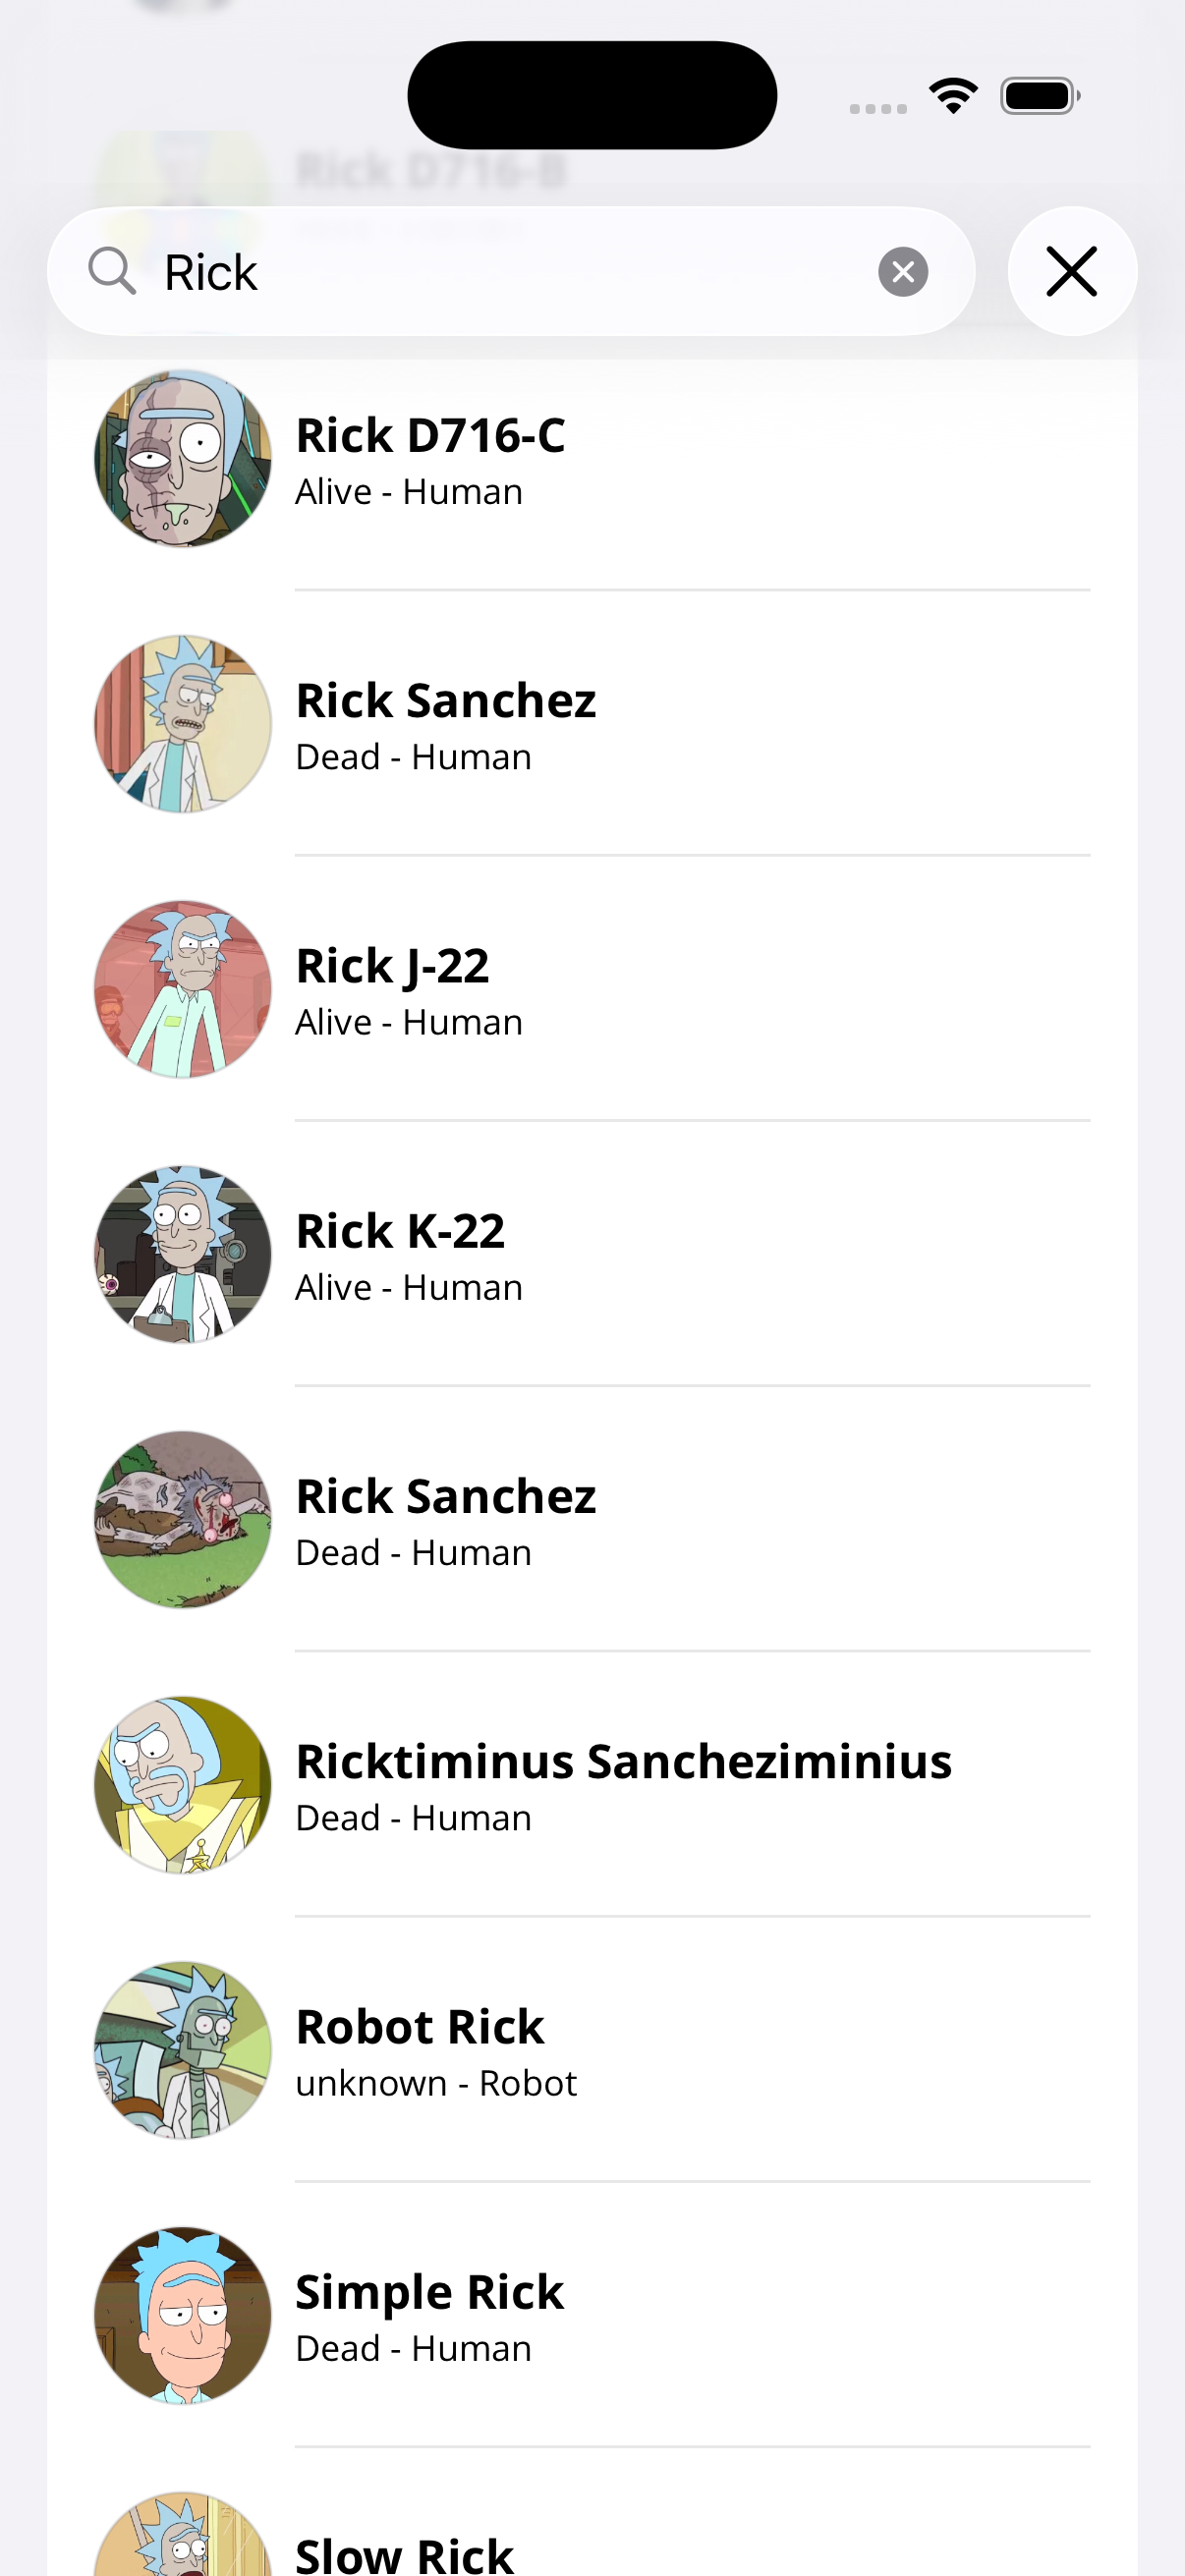 Rick D716-B
Rick
Rick D716-C
Alive - Human
Rick Sanchez
Dead - Human
Rick J-22
Alive - Human
Rick K-22
Alive - Human
Rick Sanchez
Dead - Human
Ricktiminus Sancheziminius
Dead - Human
Robot Rick
unknown - Robot
Simple Rick
Dead - Human
Slow Rick